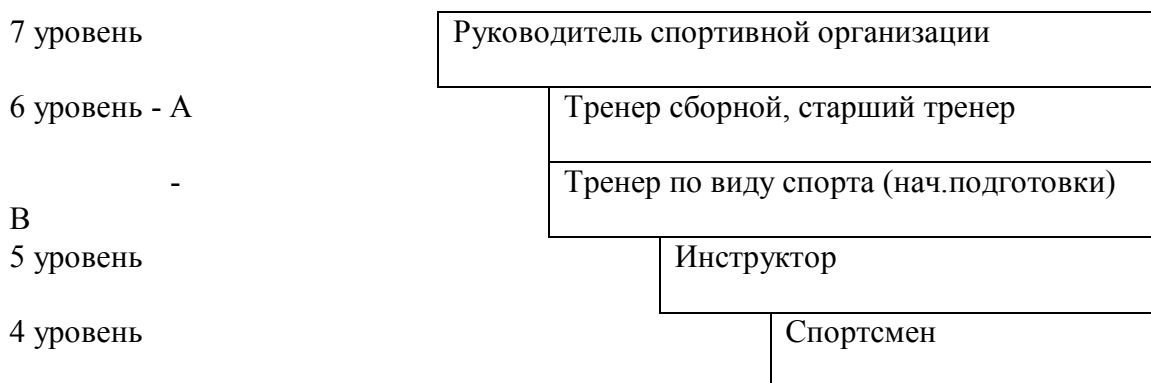 7 уровень Руководитель спортивной организации
6 уровень - А Тренер сборной, старший тренер
- Тренер по виду спорта (нач.подготовки)
В
5 уровень Инструктор
4 уровень Спортсмен